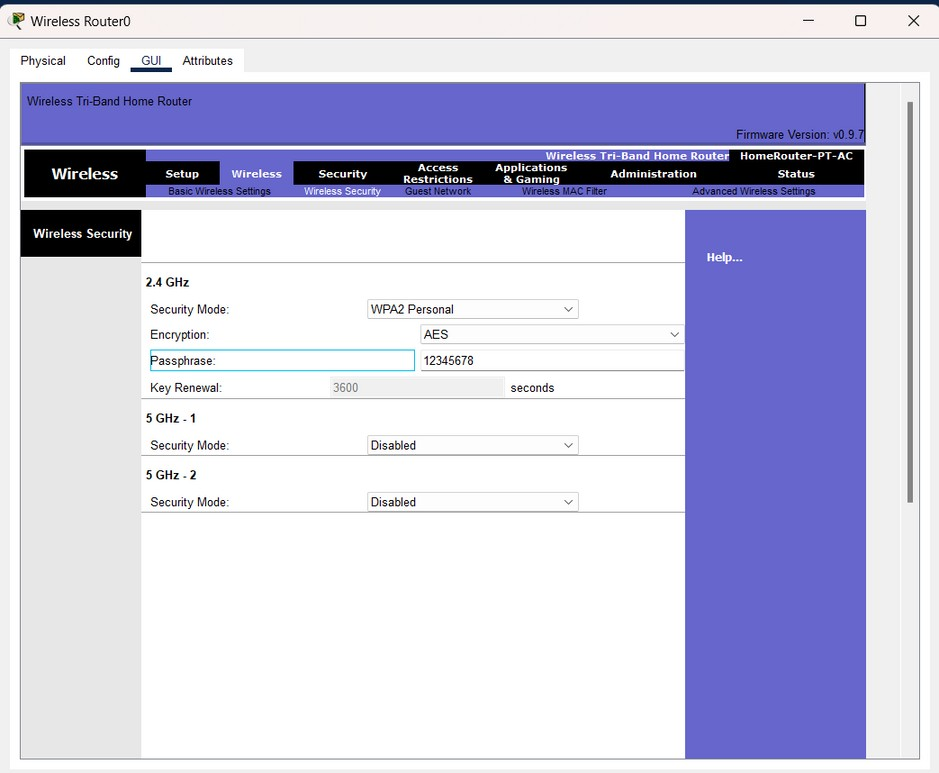 Wireless Router0
Physical Config GUI Attributes
Wireless Tri-Band Home Router
Firmware Version: v0.9.7
Wireless Tri-Band Home Router HomeRouter-PT-AC
Wireless
Setup Wireless Security Access Restrictions Applications & Gaming Administration Status
Basic Wireless Settings Wireless Security Guest Network Wireless MAC Filter Advanced Wireless Settings
Wireless Security
Help...
2.4 GHz
Security Mode: WPA2 Personal
Encryption: AES
Passphrase: 12345678
Key Renewal: 3600 seconds
5 GHz - 1
Security Mode: Disabled
5 GHz - 2
Security Mode: Disabled